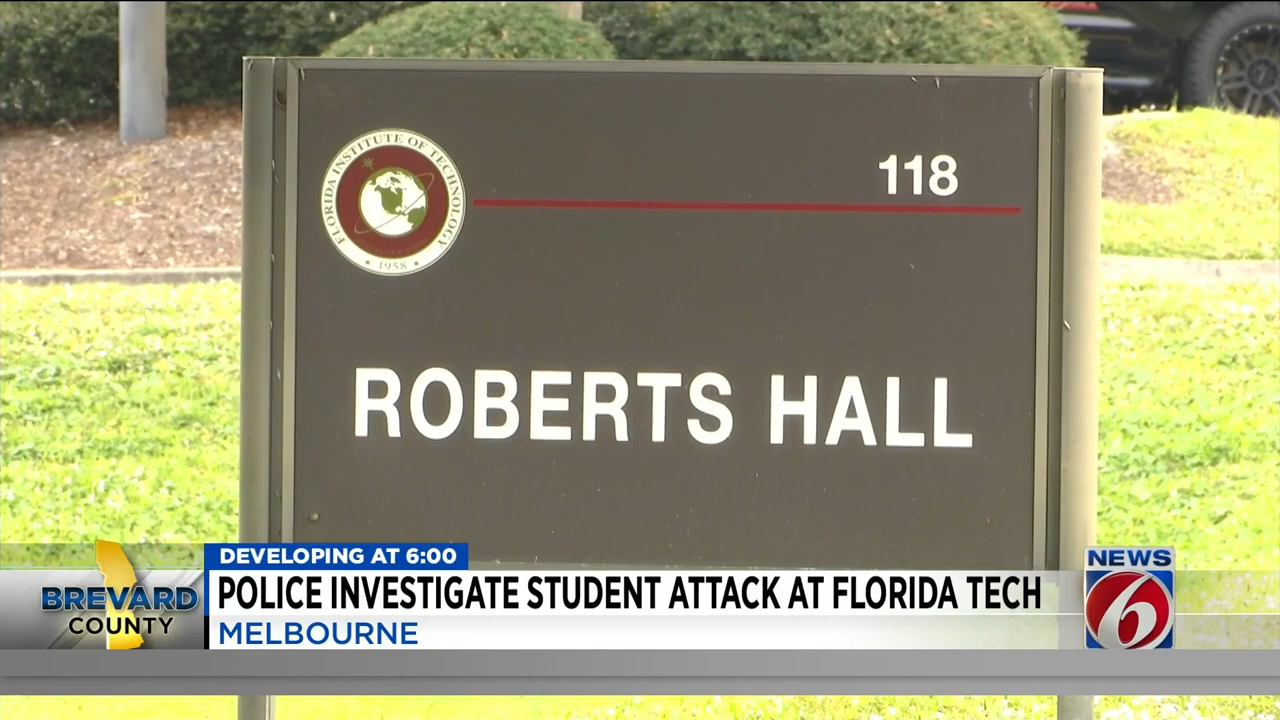 FLORIDA INSTITUTE OF TECHNOLOGY
1958
118
ROBERTS HALL
DEVELOPING AT 6:00
POLICE INVESTIGATE STUDENT ATTACK AT FLORIDA TECH
MELBOURNE
BREVARD
COUNTY
NEWS
6